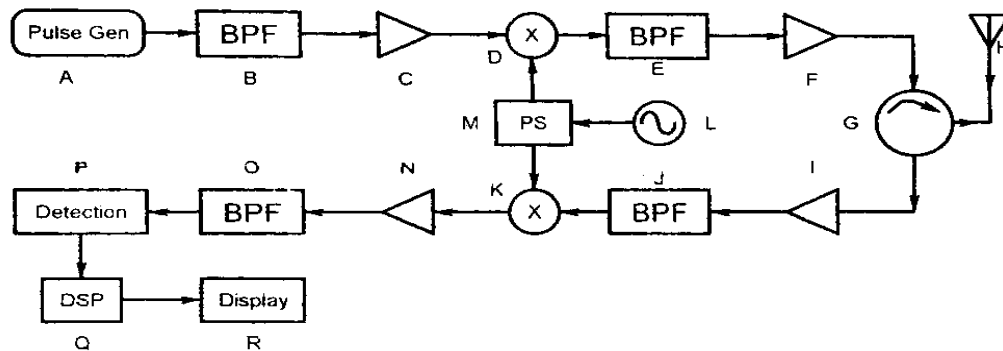 Pulse Gen
BPF
X
BPF
H
A
B
C
D
E
F
G
M
PS
L
P
O
N
K
J
I
Detection
BPF
X
BPF
DSP
Display
Q
R